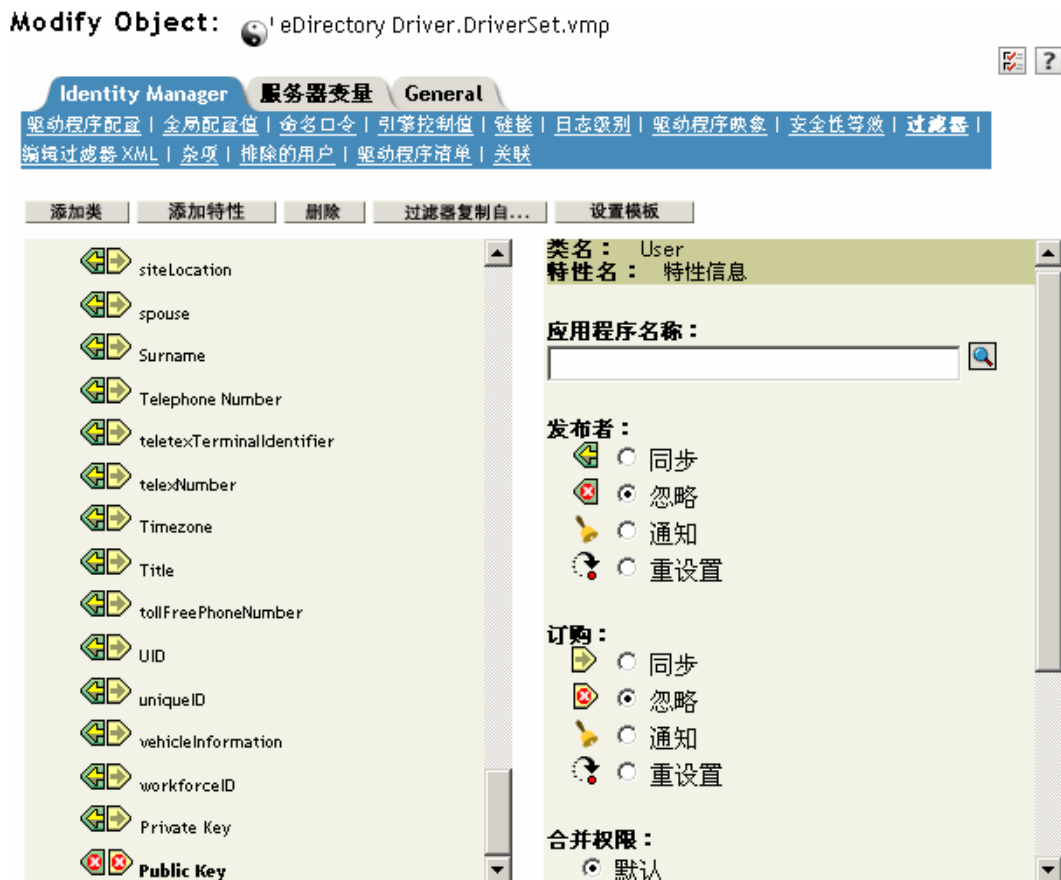 Modify Object: eDirectory Driver.DriverSet.vmp
Identity Manager 服务器变量 General
驱动程序配置 | 全局配置值 | 命名口令 | 引擎控制值 | 链接 | 日志级别 | 驱动程序映象 | 安全性等效 | 过滤器 |
编辑过滤器 XML | 杂项 | 排除的用户 | 驱动程序清单 | 关联
添加类 添加特性 删除 过滤器复制自... 设置模板
siteLocation
spouse
Surname
Telephone Number
teletexTerminalIdentifier
telexNumber
Timezone
Title
tollFreePhoneNumber
UID
uniqueID
vehicleInformation
workforceID
Private Key
Public Key
类名： User
特性名： 特性信息
应用程序名称：
发布者：
同步
忽略
通知
重设置
订购：
同步
忽略
通知
重设置
合并权限：
默认